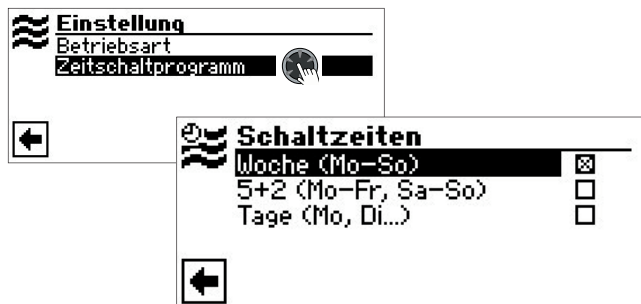 Einstellung
Betriebsart
Zeitschaltprogramm
Schaltzeiten
Woche (Mo-So)
5+2 (Mo-Fr, Sa-So)
Tage (Mo, Di...)